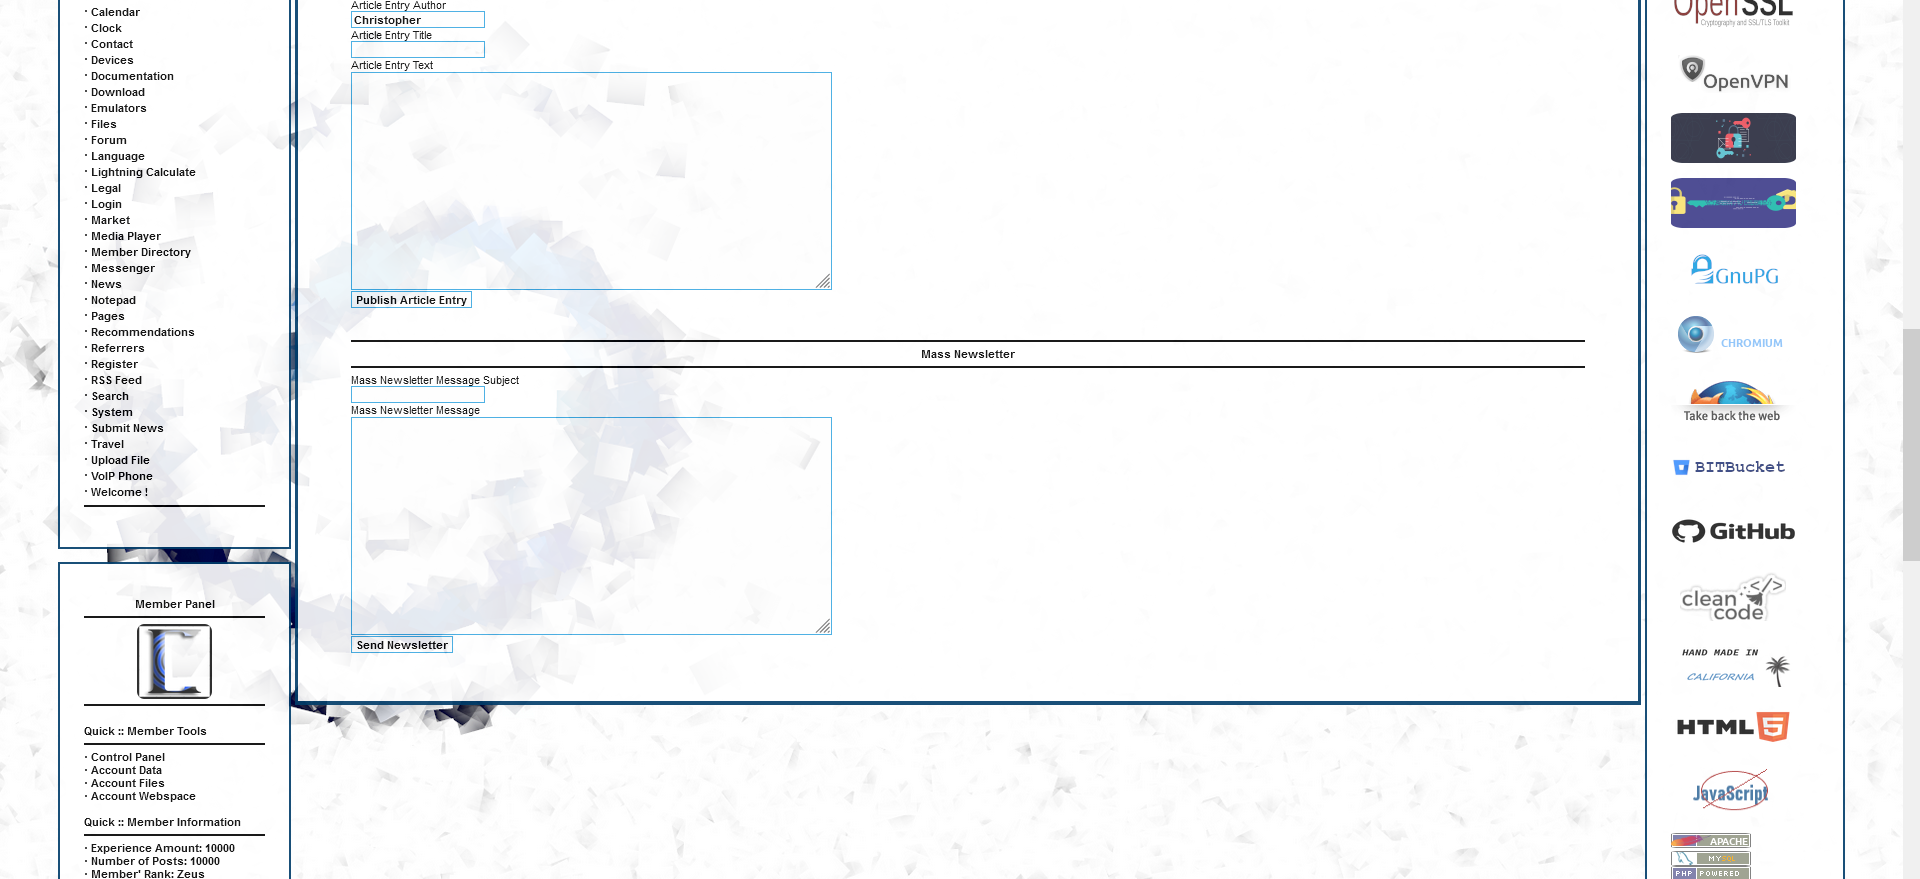 · Calendar
· Clock
· Contact
· Devices
· Documentation
· Download
· Emulators
· Files
· Forum
· Language
· Lightning Calculate
· Legal
· Login
· Market
· Media Player
· Member Directory
· Messenger
· News
· Notepad
· Pages
· Recommendations
· Referrers
· Register
· RSS Feed
· Search
· System
· Submit News
· Travel
· Upload File
· VoIP Phone
· Welcome !
Member Panel
Quick :: Member Tools
· Control Panel
· Account Data
· Account Files
· Account Webspace
Quick :: Member Information
· Experience Amount: 10000
· Number of Posts: 10000
· Member' Rank: Zeus
Article Entry Author
Christopher
Article Entry Title
Article Entry Text
Publish Article Entry
Mass Newsletter
Mass Newsletter Message Subject
Mass Newsletter Message
Send Newsletter
OpenSSL
Cryptography and SSL/TLS Toolkit
OpenVPN
GnuPG
CHROMIUM
Take back the web
BITBucket
GitHub
clean
</>
code
HAND MADE IN
CALIFORNIA
HTML 5
JavaScript
APACHE
MYSQL
PHP POWERED